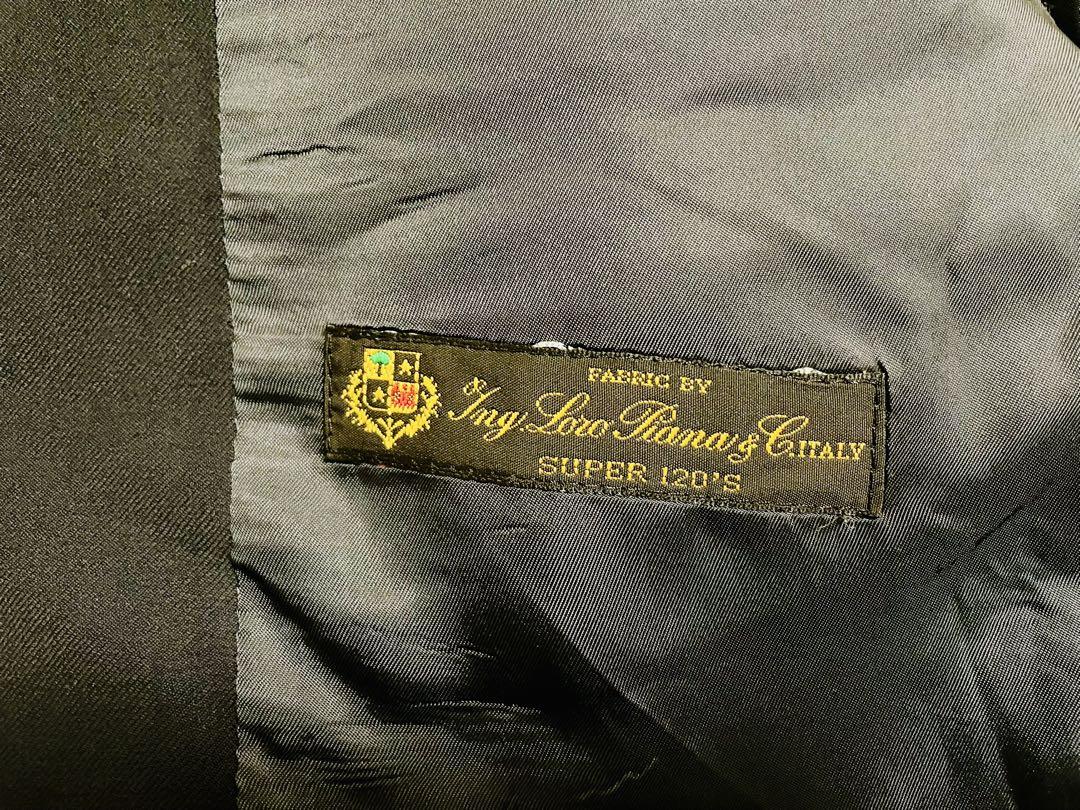 FABRIC BY
& Ing. Loro Piana & C. ITALY
SUPER 120'S